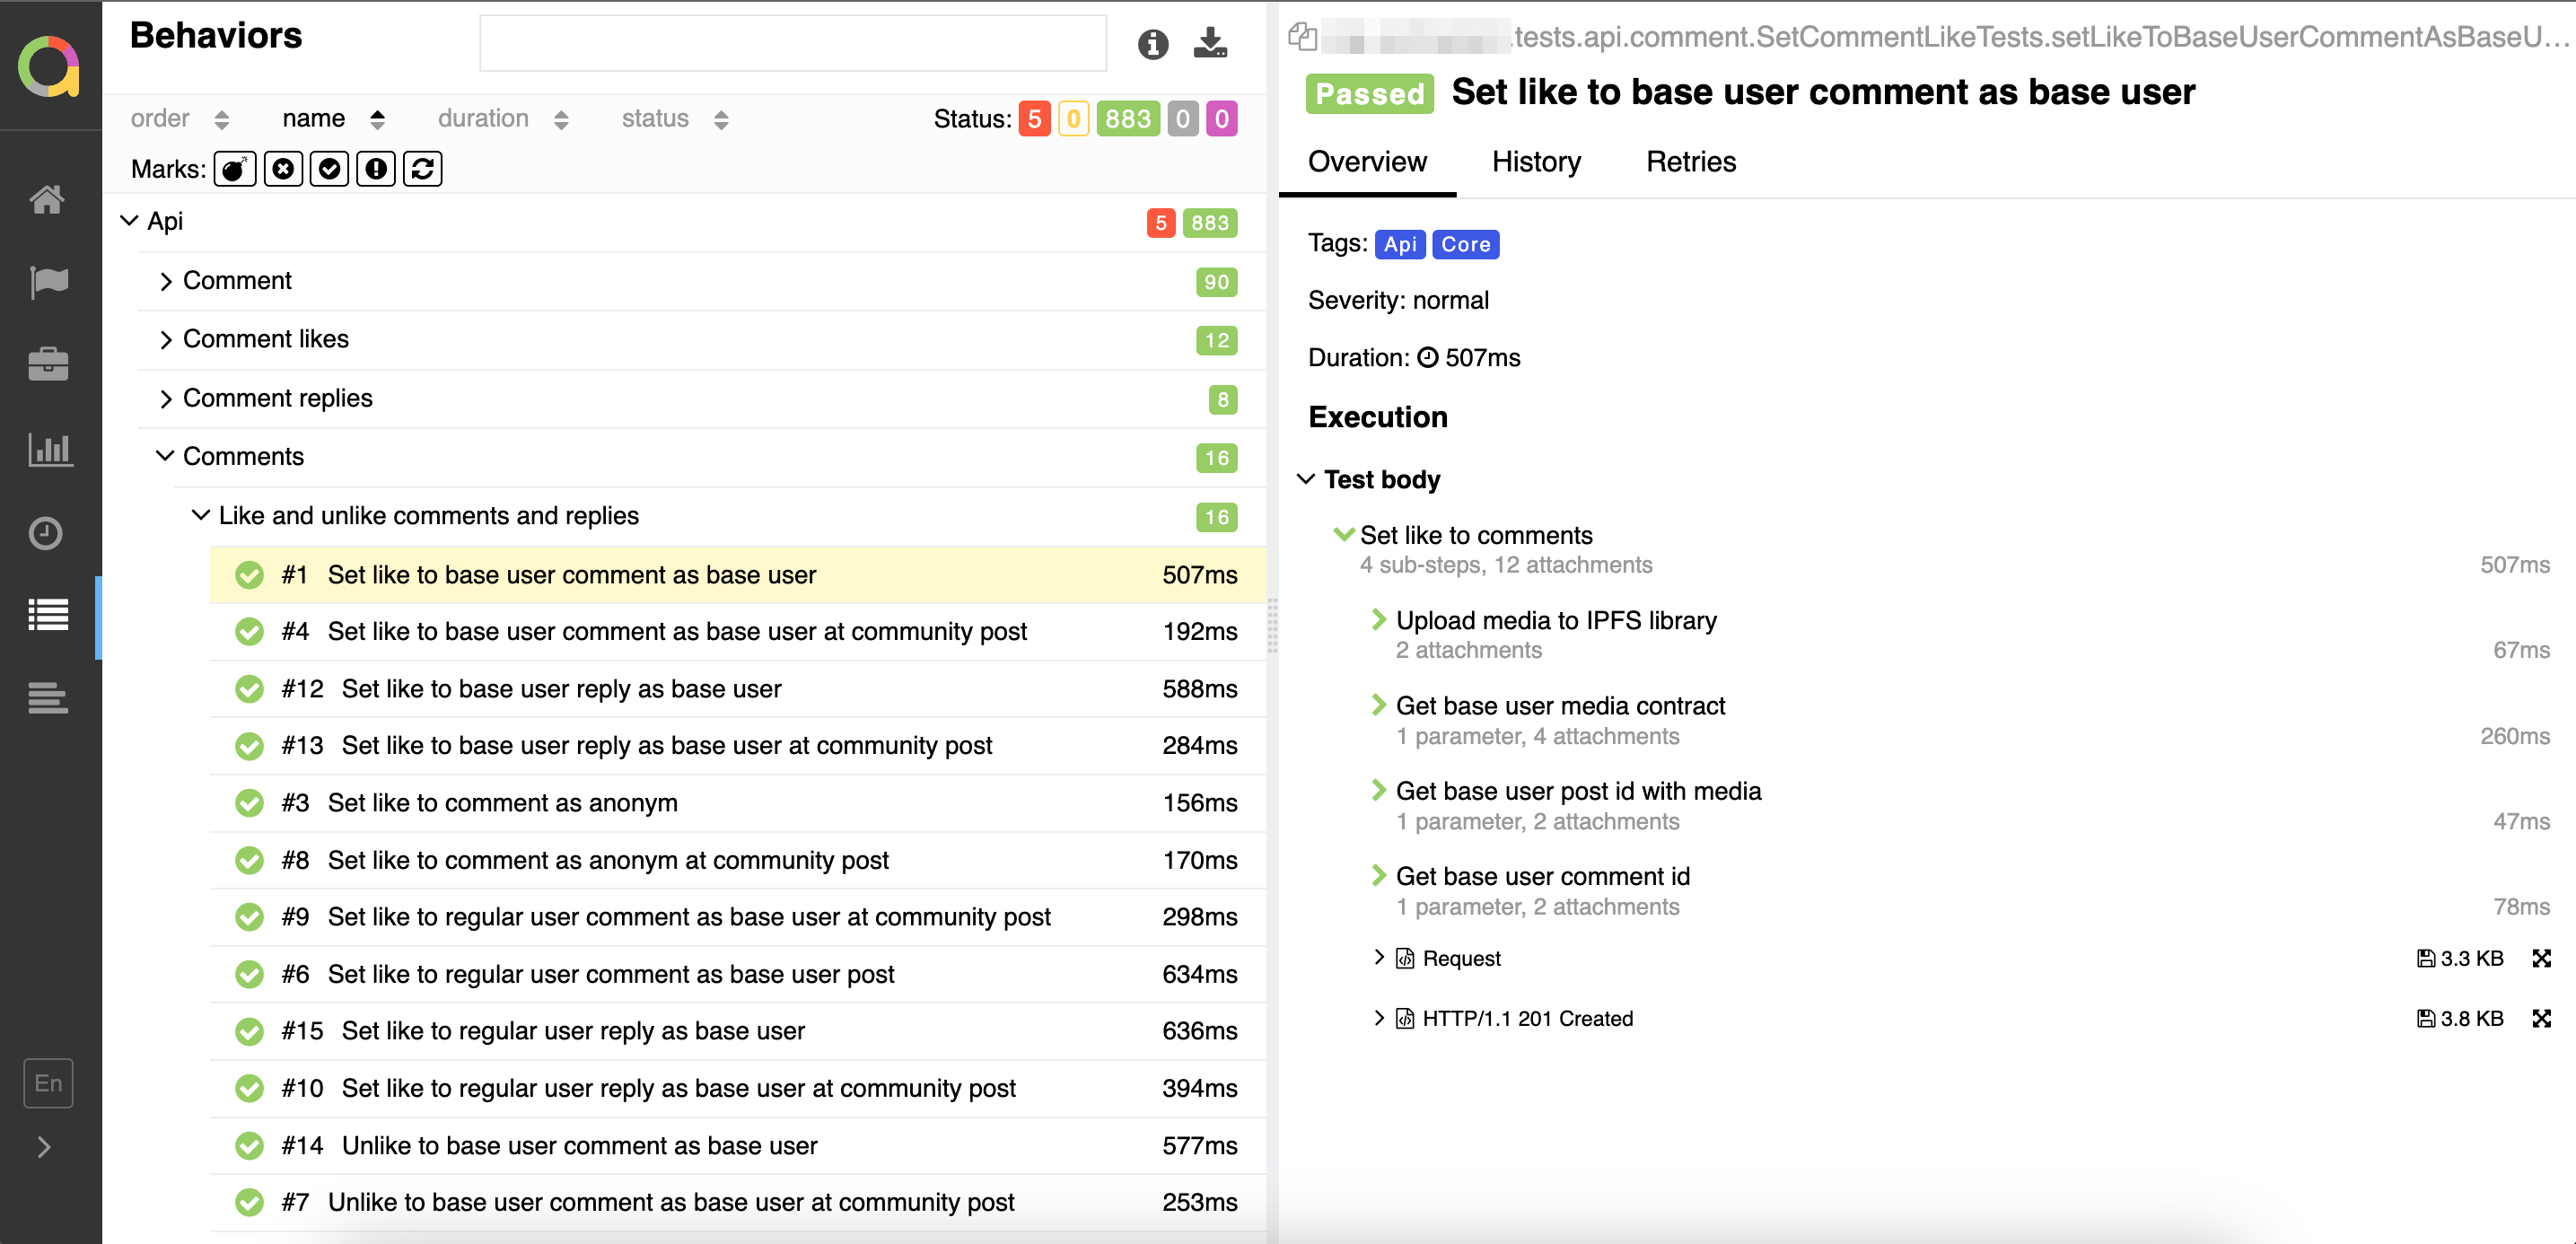 Behaviors
order name duration status Status: 5 0 883 0 0
Marks:
Api 5 883
Comment 90
Comment likes 12
Comment replies 8
Comments 16
Like and unlike comments and replies 16
#1 Set like to base user comment as base user 507ms
#4 Set like to base user comment as base user at community post 192ms
#12 Set like to base user reply as base user 588ms
#13 Set like to base user reply as base user at community post 284ms
#3 Set like to comment as anonym 156ms
#8 Set like to comment as anonym at community post 170ms
#9 Set like to regular user comment as base user at community post 298ms
#6 Set like to regular user comment as base user post 634ms
#15 Set like to regular user reply as base user 636ms
#10 Set like to regular user reply as base user at community post 394ms
#14 Unlike to base user comment as base user 577ms
#7 Unlike to base user comment as base user at community post 253ms
En
.tests.api.comment.SetCommentLikeTests.setLikeToBaseUserCommentAsBaseU...
Passed Set like to base user comment as base user
Overview History Retries
Tags: Api Core
Severity: normal
Duration: 507ms
Execution
Test body
Set like to comments
4 sub-steps, 12 attachments 507ms
Upload media to IPFS library
2 attachments 67ms
Get base user media contract
1 parameter, 4 attachments 260ms
Get base user post id with media
1 parameter, 2 attachments 47ms
Get base user comment id
1 parameter, 2 attachments 78ms
Request 3.3 KB
HTTP/1.1 201 Created 3.8 KB